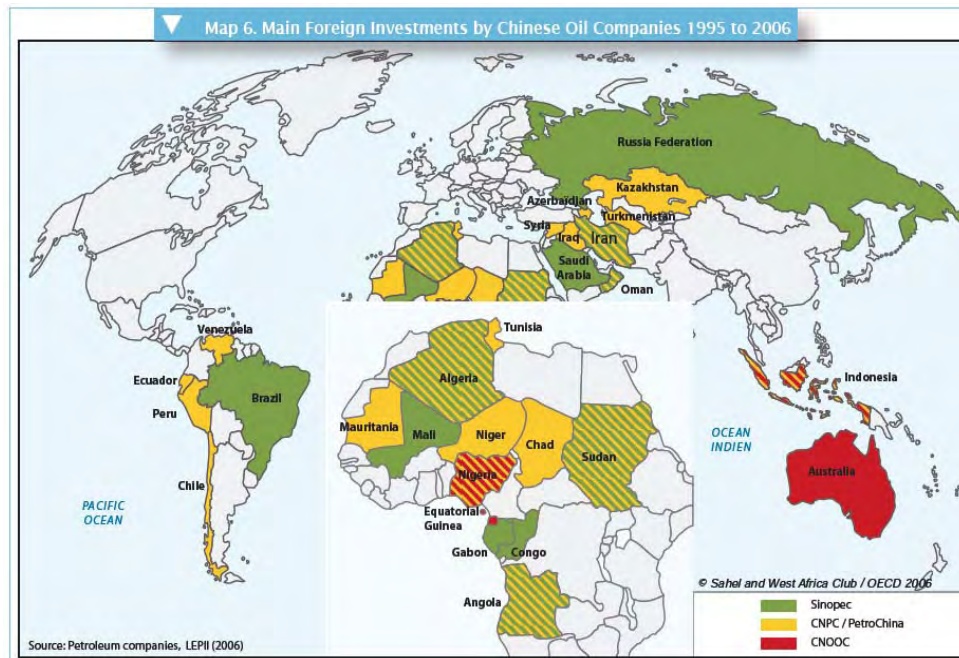 Map 6. Main Foreign Investments by Chinese Oil Companies 1995 to 2006
Russia Federation
Kazakhstan
Azerbaïdjan
Turkmenistan
Syria
Iraq
Iran
Saudi
Arabia
Oman
Venezuela
Ecuador
Peru
Brazil
Chile
PACIFIC
OCEAN
Tunisia
Algeria
Mauritania
Mali
Niger
Chad
Sudan
Nigeria
Equatorial
Guinea
Gabon
Congo
Angola
OCEAN
INDIEN
Indonesia
Australia
© Sahel and West Africa Club / OECD 2006
Sinopec
CNPC / PetroChina
CNOOC
Source: Petroleum companies, LEPII (2006)